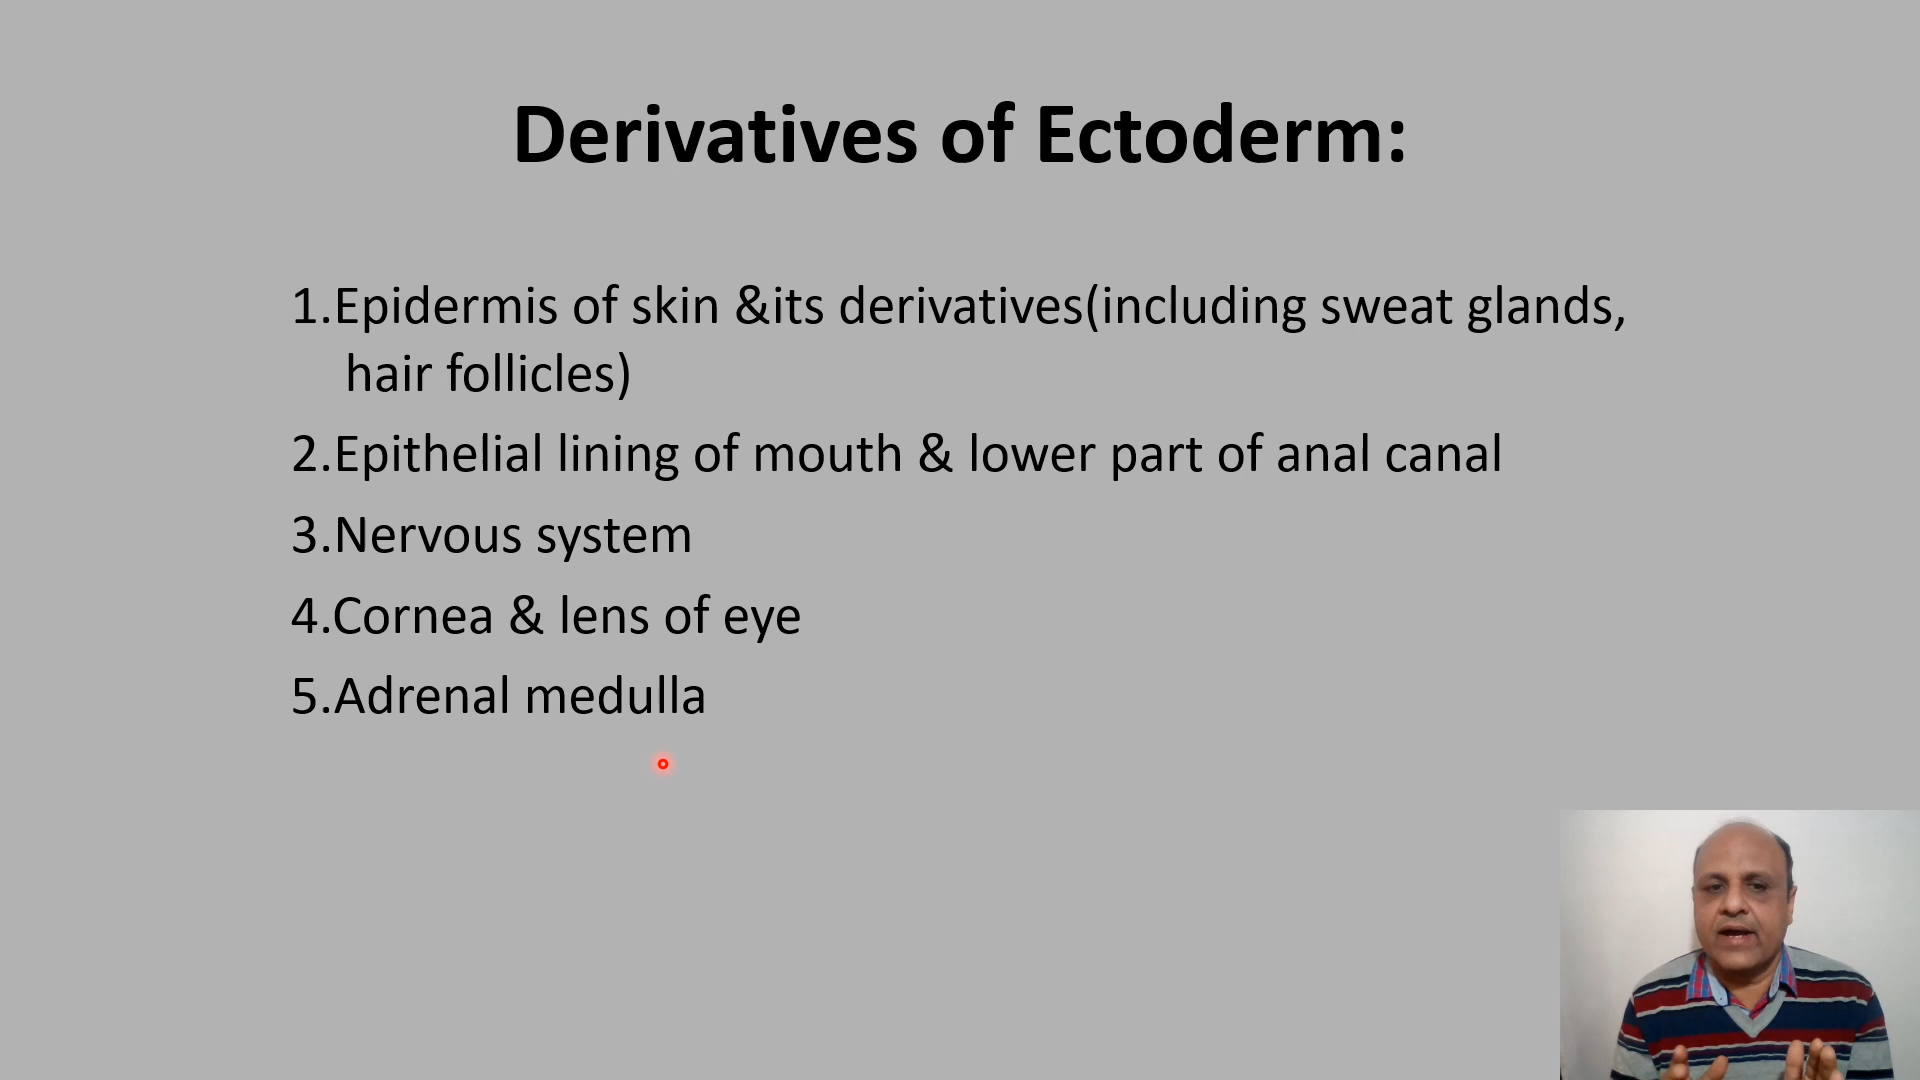 Derivatives of Ectoderm:
1.Epidermis of skin &its derivatives(including sweat glands,
hair follicles)
2.Epithelial lining of mouth & lower part of anal canal
3.Nervous system
4.Cornea & lens of eye
5.Adrenal medulla